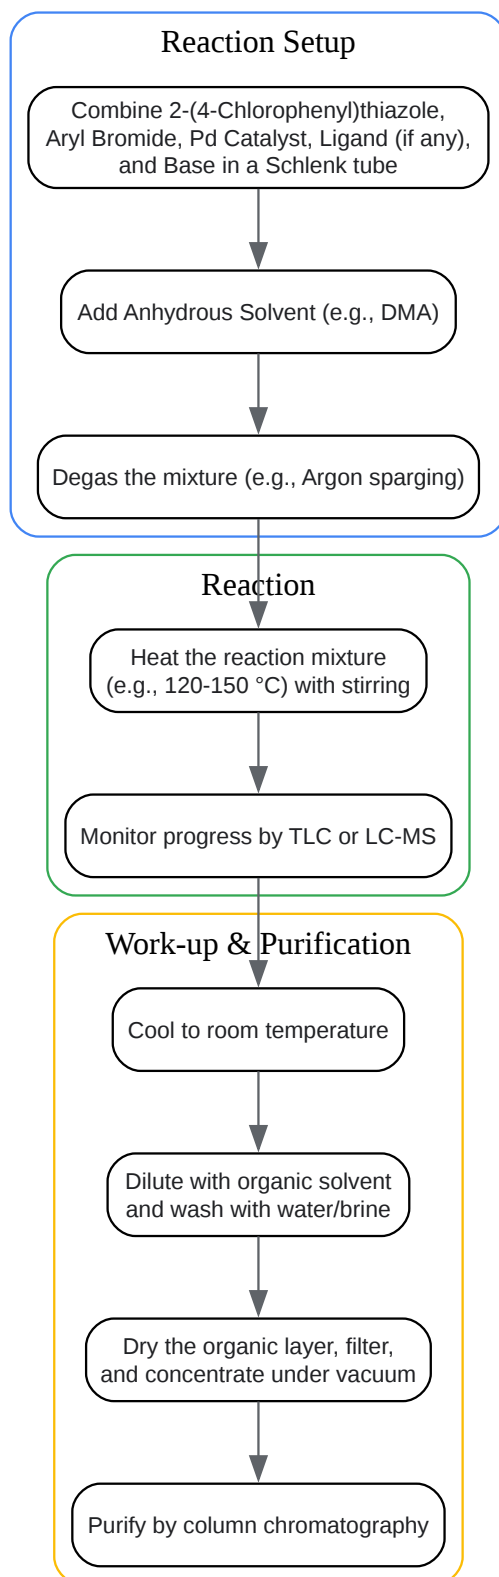 Reaction Setup
Combine 2-(4-Chlorophenyl)thiazole,
Aryl Bromide, Pd Catalyst, Ligand (if any),
and Base in a Schlenk tube
Add Anhydrous Solvent (e.g., DMA)
Degas the mixture (e.g., Argon sparging)
Reaction
Heat the reaction mixture
(e.g., 120-150 °C) with stirring
Monitor progress by TLC or LC-MS
Work-up & Purification
Cool to room temperature
Dilute with organic solvent
and wash with water/brine
Dry the organic layer, filter,
and concentrate under vacuum
Purify by column chromatography